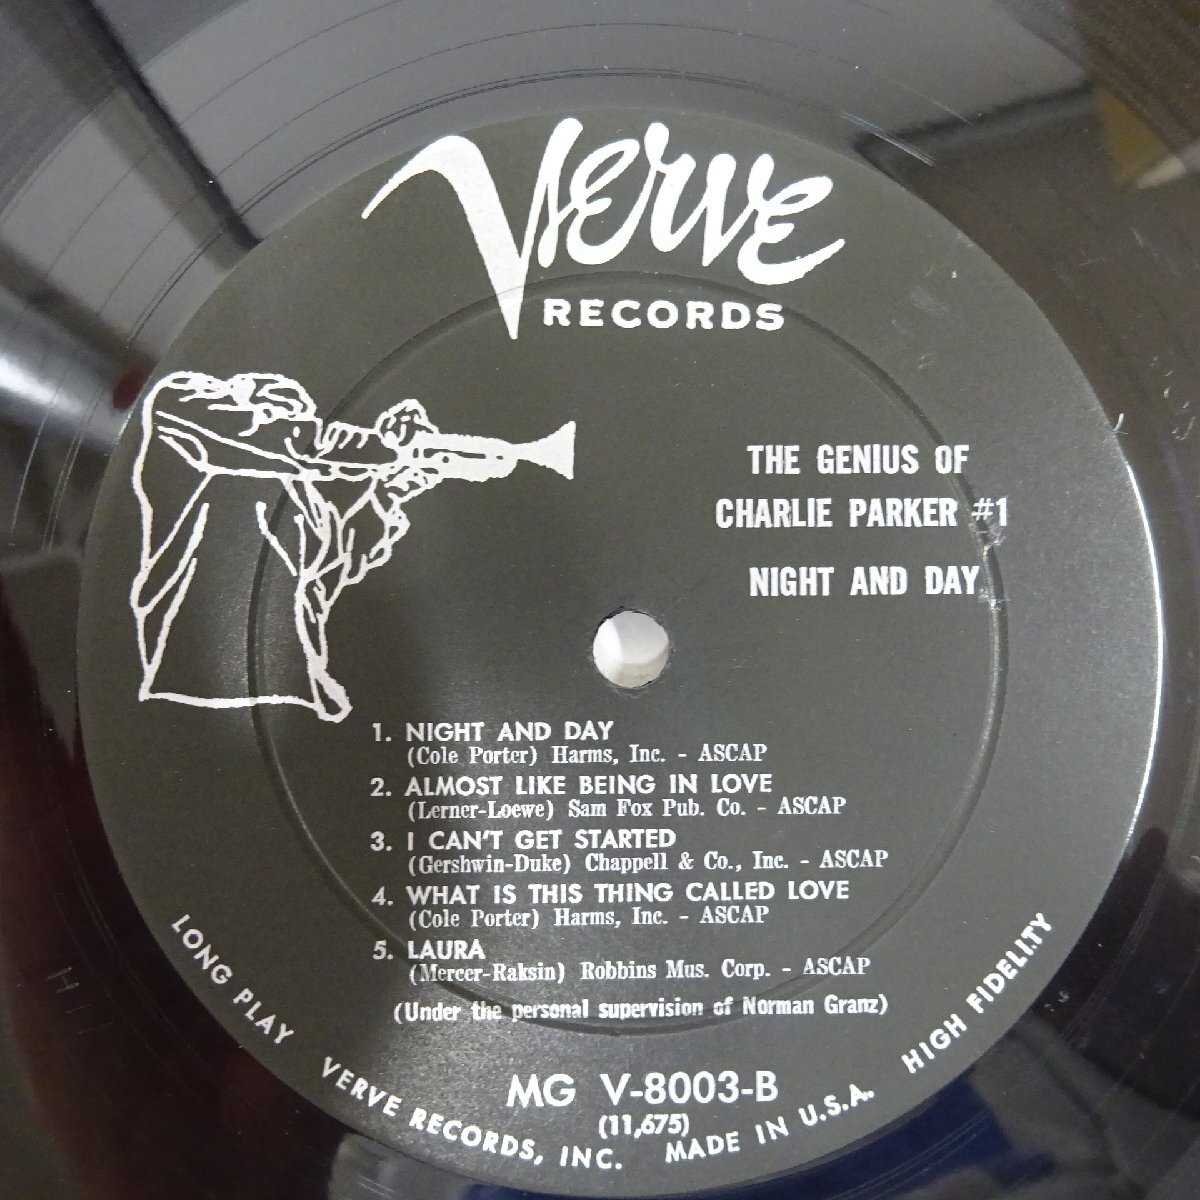 Verve
RECORDS
THE GENIUS OF
CHARLIE PARKER #1
NIGHT AND DAY
1. NIGHT AND DAY
(Cole Porter) Harms, Inc. - ASCAP
2. ALMOST LIKE BEING IN LOVE
(Lerner-Loewe) Sam Fox Pub. Co. - ASCAP
3. I CAN'T GET STARTED
(Gershwin-Duke) Chappell & Co., Inc. - ASCAP
4. WHAT IS THIS THING CALLED LOVE
(Cole Porter) Harms, Inc. - ASCAP
5. LAURA
(Mercer-Raksin) Robbins Mus. Corp. - ASCAP
(Under the personal supervision of Norman Granz)
MG V-8003-B
(11,675)
LONG PLAY VERVE RECORDS, INC. MADE IN U.S.A. HIGH FIDELITY